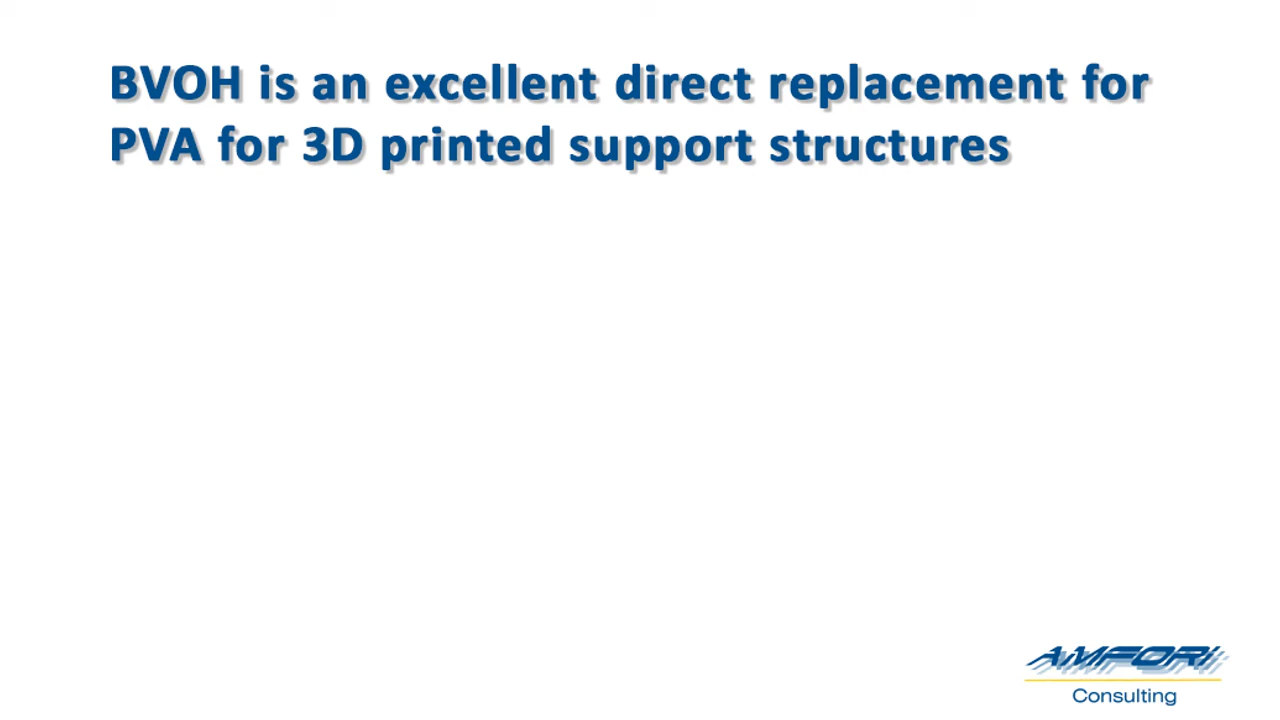 BVOH is an excellent direct replacement for
PVA for 3D printed support structures
AMFORI
Consulting